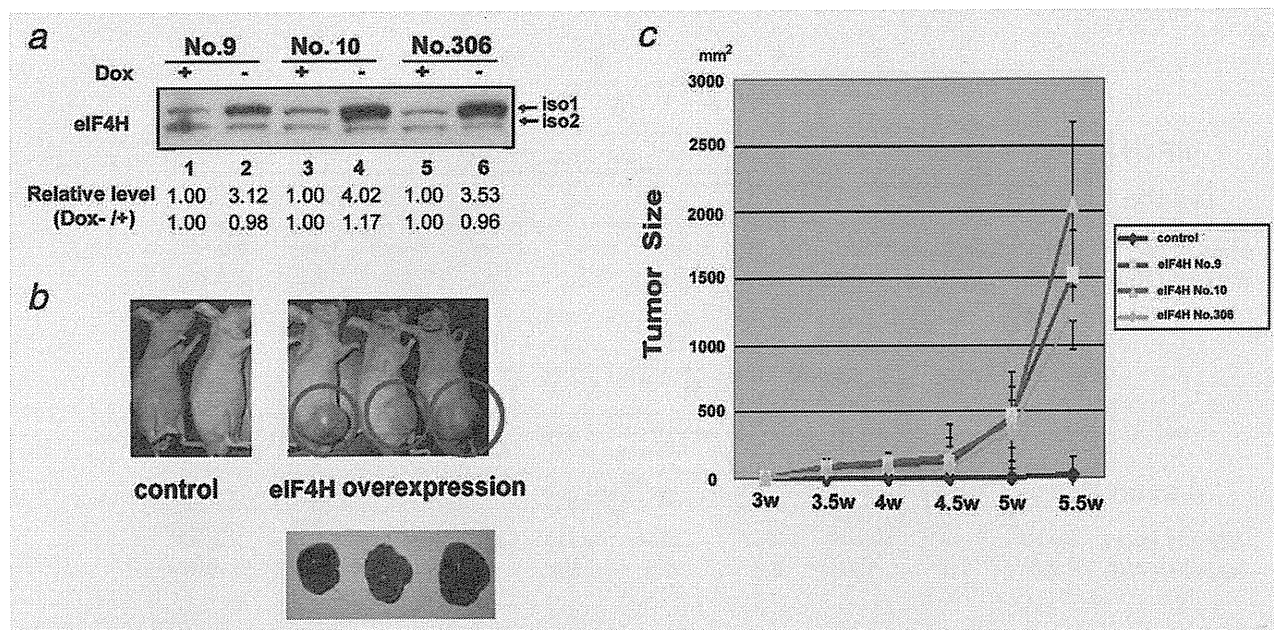 a
No.9 No. 10 No.306
Dox + - + - + -
eIF4H
iso1
iso2
1 2 3 4 5 6
Relative level 1.00 3.12 1.00 4.02 1.00 3.53
(Dox- /+) 1.00 0.98 1.00 1.17 1.00 0.96
b
control
eIF4H overexpression
c
mm2
3000
2500
2000
1500
1000
500
0
Tumor Size
3w 3.5w 4w 4.5w 5w 5.5w
control
eIF4H No.9
eIF4H No.10
eIF4H No.306